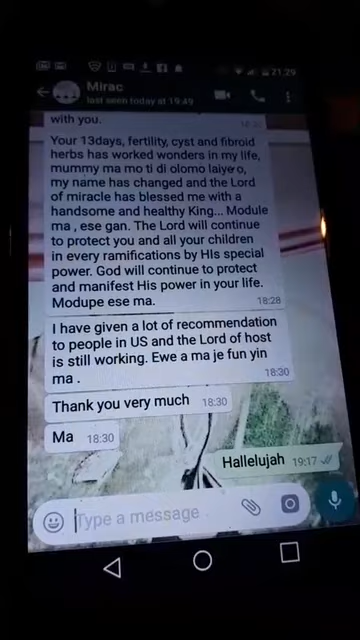 21:29
Mirac
last seen today at 19:49
with you.
Your 13days, fertility, cyst and fibroid
herbs has worked wonders in my life,
mummy ma mo ti di olomo laiye o,
my name has changed and the Lord
of miracle has blessed me with a
handsome and healthy King... Module
ma , ese gan. The Lord will continue
to protect you and all your children
in every ramifications by HIs special
power. God will continue to protect
and manifest His power in your life.
Modupe ese ma. 18:28
I have given a lot of recommendation
to people in US and the Lord of host
is still working. Ewe a ma je fun yin
ma . 18:30
Thank you very much 18:30
Ma 18:30
Hallelujah 19:17
Type a message